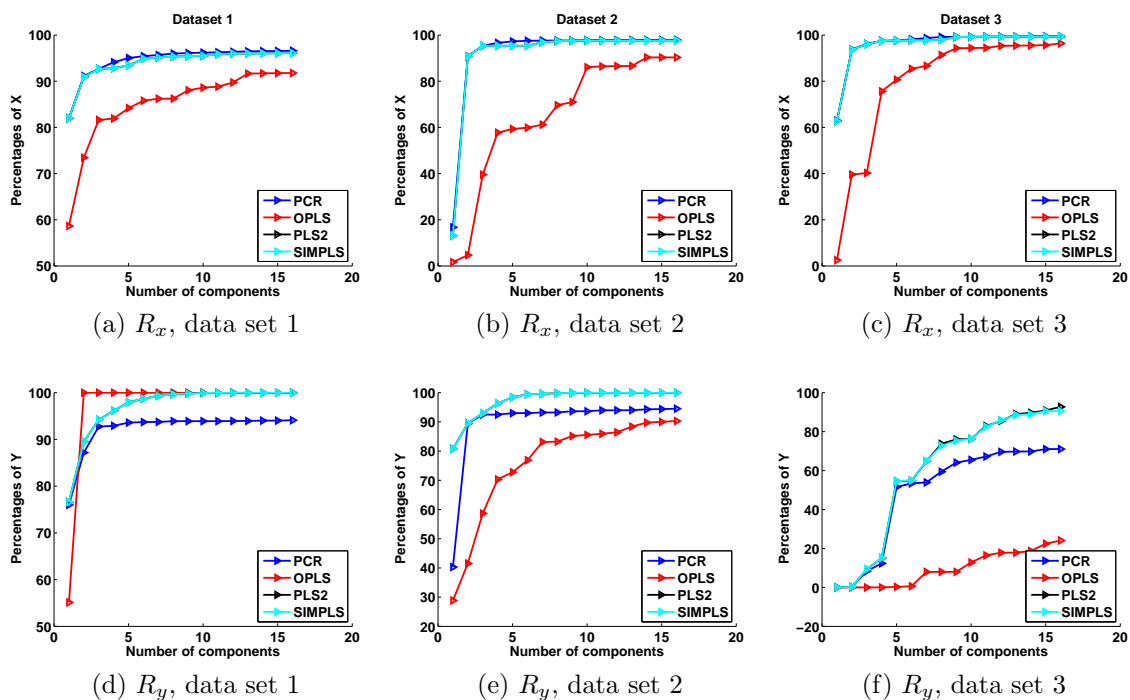 Dataset 1
Percentages of X
100
90
80
70
60
50
0
5
10
15
20
Number of components
PCR
OPLS
PLS2
SIMPLS
(a) Rx, data set 1
Dataset 2
Percentages of X
100
80
60
40
20
0
0
5
10
15
20
Number of components
PCR
OPLS
PLS2
SIMPLS
(b) Rx, data set 2
Dataset 3
Percentages of X
100
80
60
40
20
0
0
5
10
15
20
Number of components
PCR
OPLS
PLS2
SIMPLS
(c) Rx, data set 3
Percentages of Y
100
90
80
70
60
50
0
5
10
15
20
Number of components
PCR
OPLS
PLS2
SIMPLS
(d) Ry, data set 1
Percentages of Y
100
90
80
70
60
50
40
30
20
0
5
10
15
20
Number of components
PCR
OPLS
PLS2
SIMPLS
(e) Ry, data set 2
Percentages of Y
100
80
60
40
20
0
−20
0
5
10
15
20
Number of components
PCR
OPLS
PLS2
SIMPLS
(f) Ry, data set 3